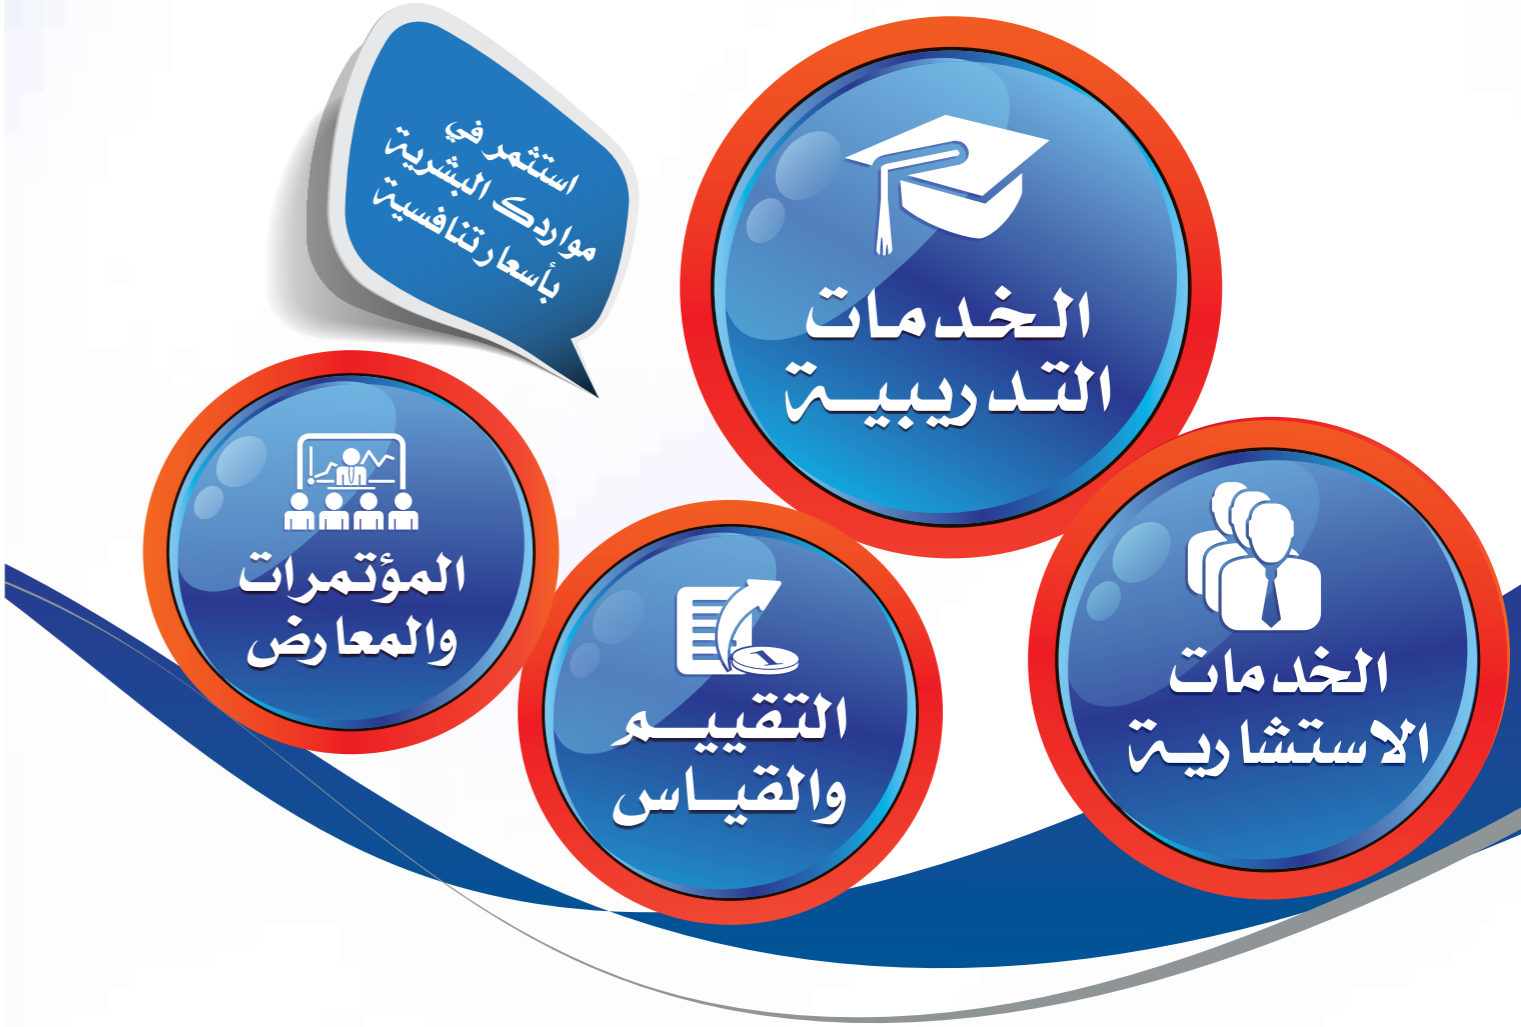 استثمر في
مواردك البشرية
بأسعار تنافسية
الخدمات
التدريبية
المؤتمرات
والمعارض
التقييم
والقياس
الخدمات
الاستشارية